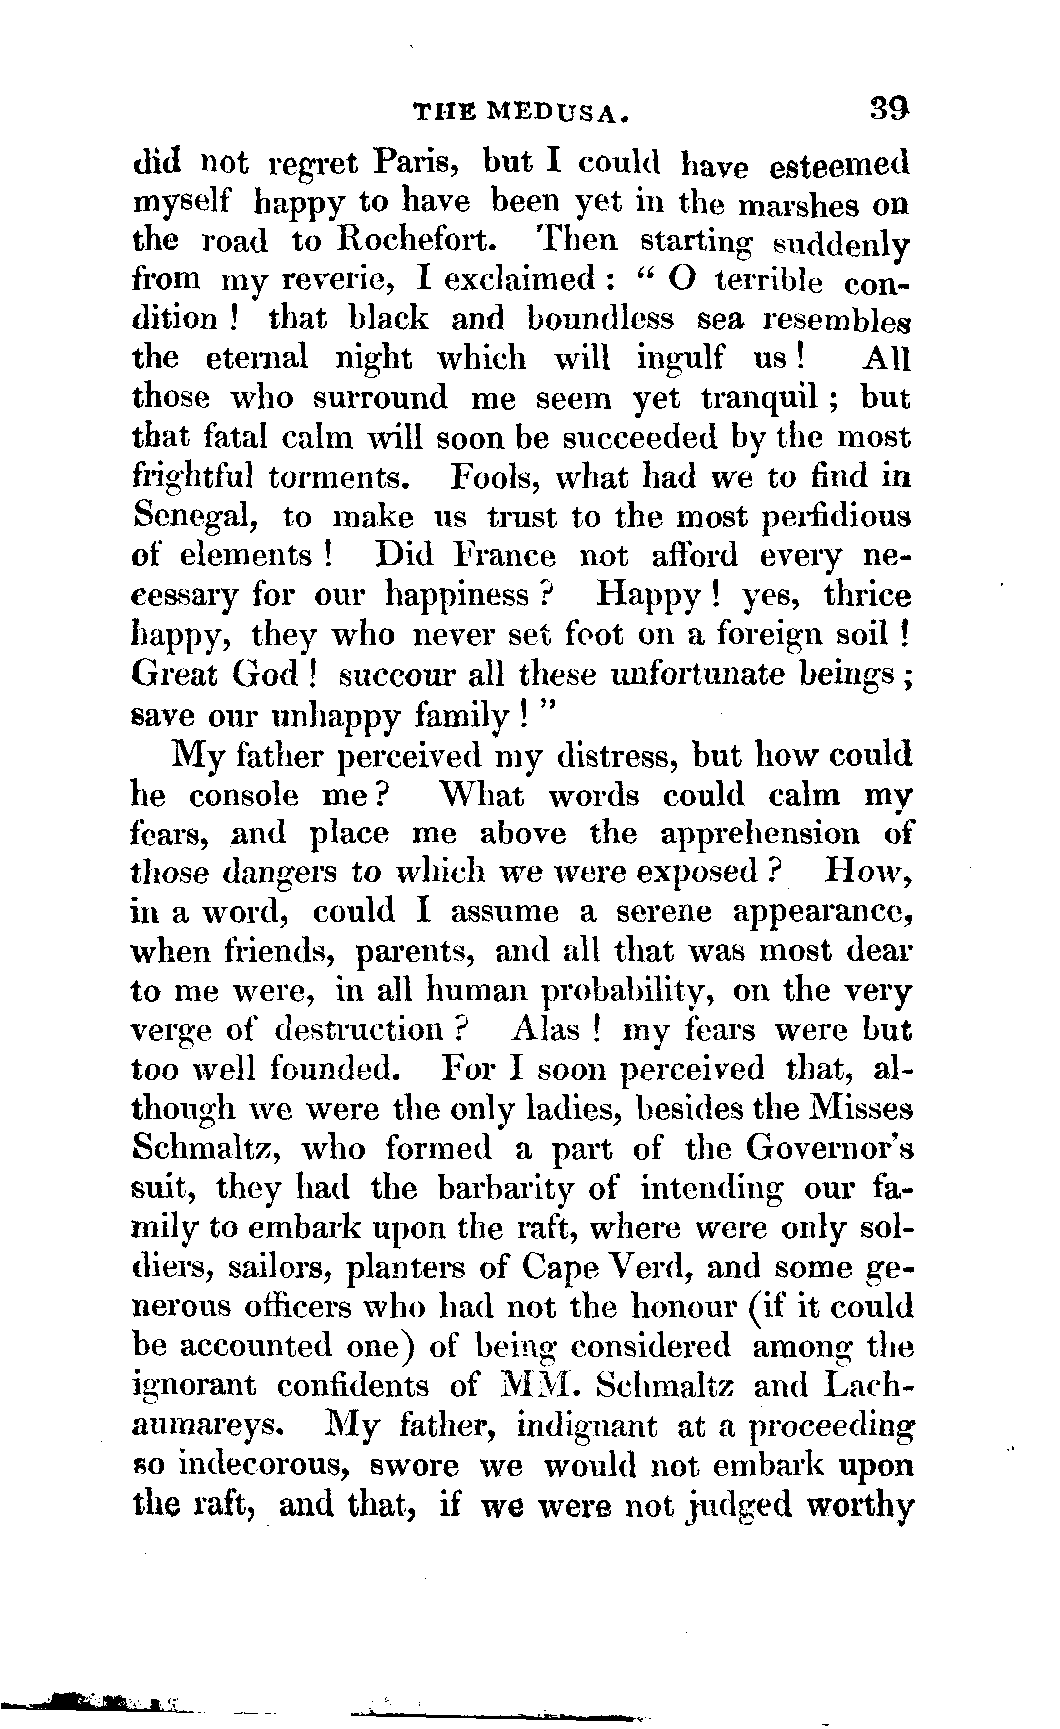 THE MEDUSA. 39
did not regret Paris, but I could have esteemed
myself happy to have been yet in the marshes on
the road to Rochefort. Then starting suddenly
from my reverie, I exclaimed : “ O terrible con-
dition ! that black and boundless sea resembles
the eternal night which will ingulf us ! All
those who surround me seem yet tranquil ; but
that fatal calm will soon be succeeded by the most
frightful torments. Fools, what had we to find in
Senegal, to make us trust to the most perfidious
of elements ! Did France not afford every ne-
cessary for our happiness ? Happy ! yes, thrice
happy, they who never set foot on a foreign soil !
Great God ! succour all these unfortunate beings ;
save our unhappy family ! ”
My father perceived my distress, but how could
he console me ? What words could calm my
fears, and place me above the apprehension of
those dangers to which we were exposed ? How,
in a word, could I assume a serene appearance,
when friends, parents, and all that was most dear
to me were, in all human probability, on the very
verge of destruction ? Alas ! my fears were but
too well founded. For I soon perceived that, al-
though we were the only ladies, besides the Misses
Schmaltz, who formed a part of the Governor's
suit, they had the barbarity of intending our fa-
mily to embark upon the raft, where were only sol-
diers, sailors, planters of Cape Verd, and some ge-
nerous officers who had not the honour (if it could
be accounted one) of being considered among the
ignorant confidents of MM. Schmaltz and Lach-
aumareys. My father, indignant at a proceeding
so indecorous, swore we would not embark upon
the raft, and that, if we were not judged worthy